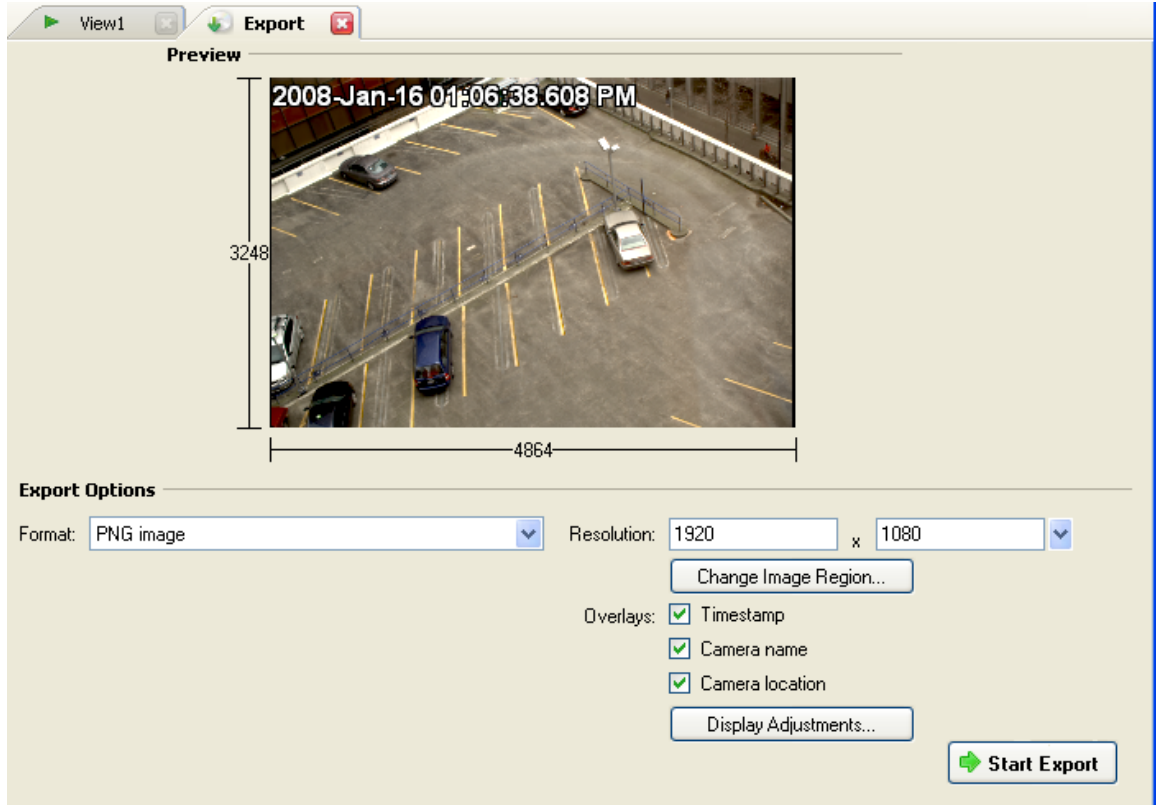 View1 Export
Preview
2008-Jan-16 01:06:38.608 PM
3248
4864
Export Options
Format: PNG image Resolution: 1920 x 1080
Change Image Region...
Overlays: Timestamp
Camera name
Camera location
Display Adjustments...
Start Export